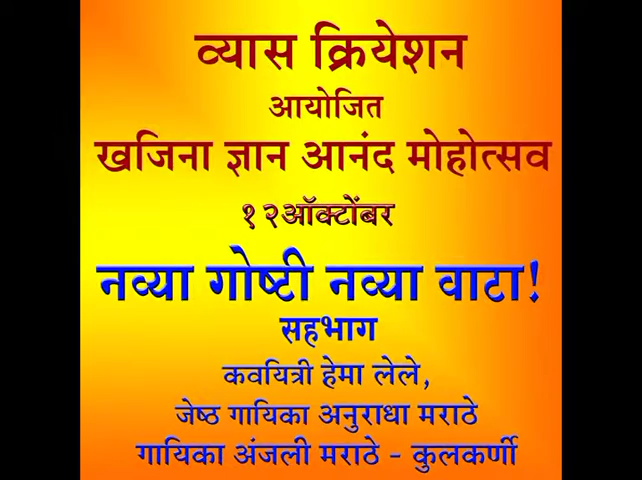 व्यास क्रियेशन
आयोजित
खजिना ज्ञान आनंद मोहोत्सव
१२ऑक्टोंबर
नव्या गोष्टी नव्या वाटा!
सहभाग
कवयित्री हेमा लेले,
जेष्ठ गायिका अनुराधा मराठे
गायिका अंजली मराठे - कुलकर्णी